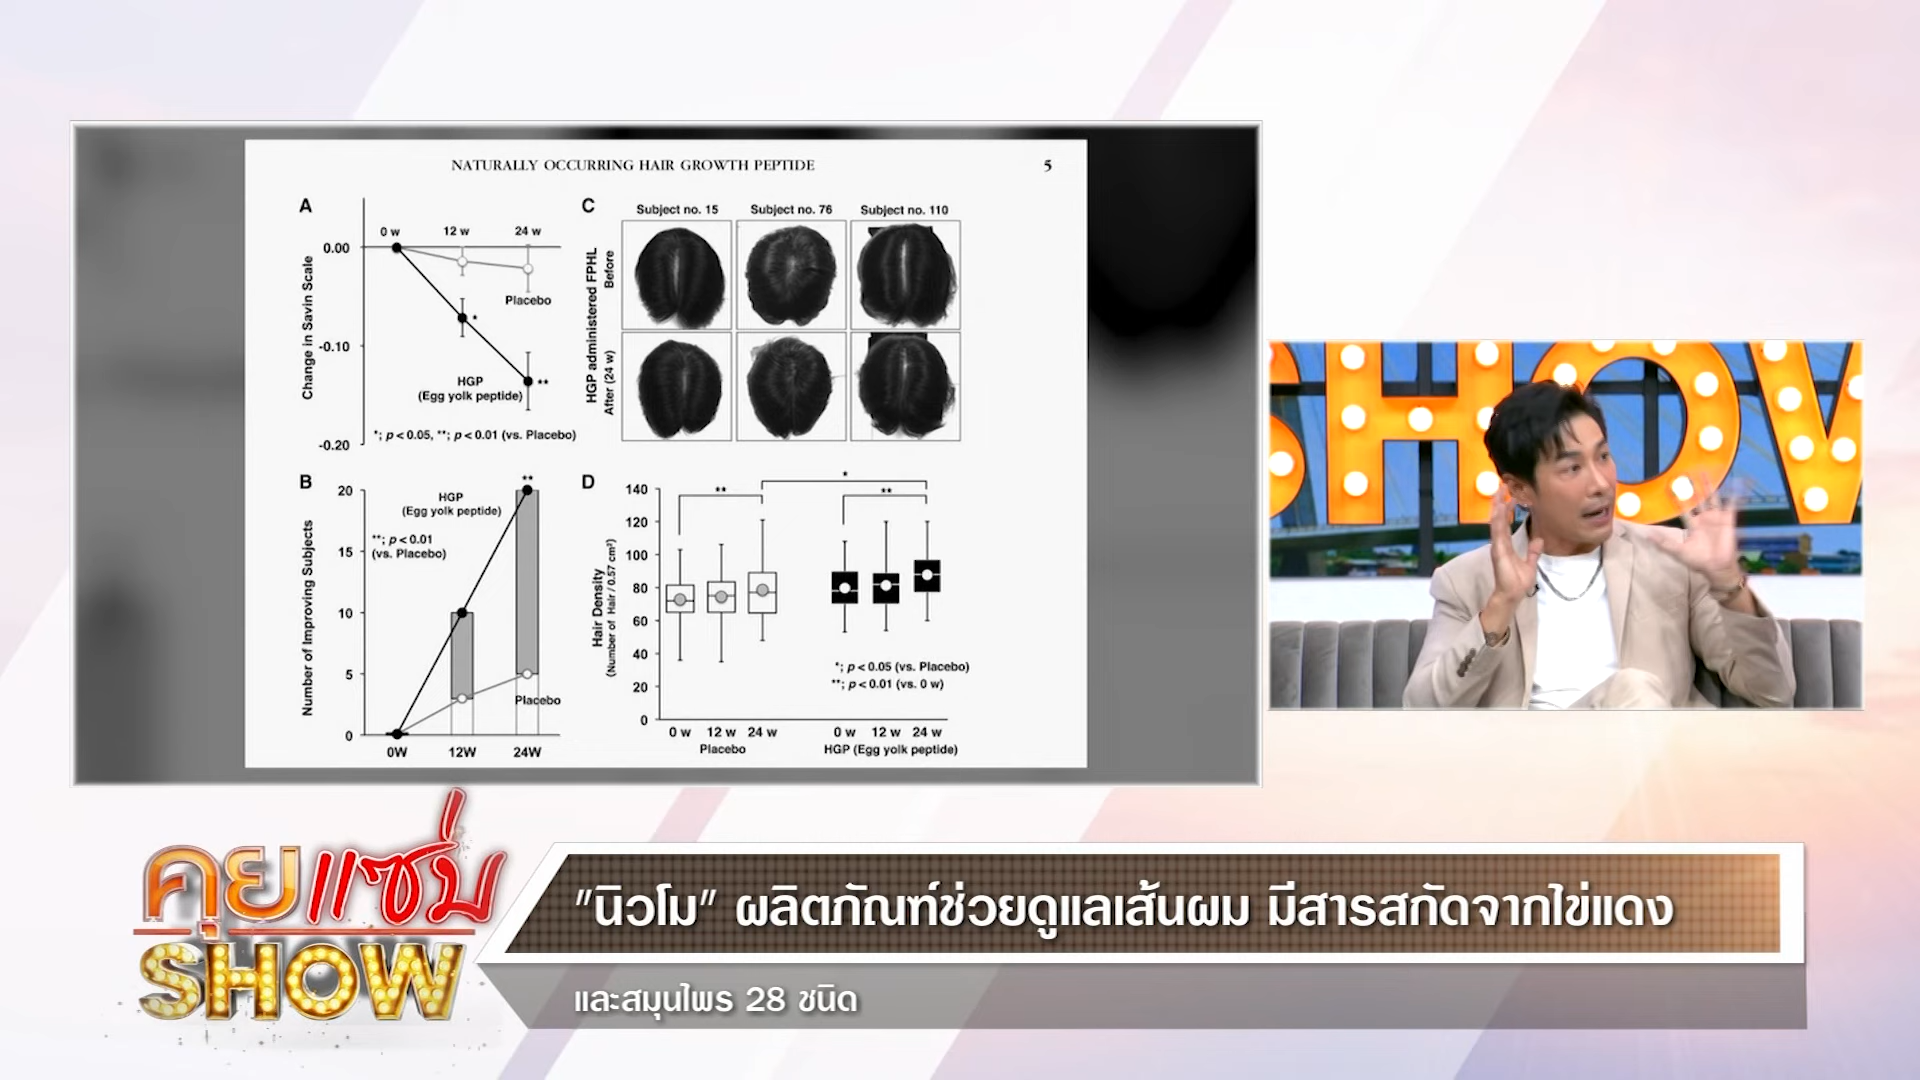 NATURALLY OCCURRING HAIR GROWTH PEPTIDE
5
A
0 w 12 w 24 w
0.00
-0.10
-0.20
Change in Savin Scale
Placebo
*
**
HGP
(Egg yolk peptide)
*; p < 0.05, **; p < 0.01 (vs. Placebo)
C
Subject no. 15 Subject no. 76 Subject no. 110
HGP administered FPHL
Before
After (24 w)
B
20
15
10
5
0
Number of Improving Subjects
**
HGP
(Egg yolk peptide)
**; p < 0.01
(vs. Placebo)
Placebo
0W 12W 24W
D
140
120
100
80
60
40
20
0
Hair Density
(Number of Hair / 0.57 cm²)
*
** **
*; p < 0.05 (vs. Placebo)
**; p < 0.01 (vs. 0 w)
0 w 12 w 24 w 0 w 12 w 24 w
Placebo HGP (Egg yolk peptide)
SHOW
คุยแซ่บ
SHOW
"นิวโม" ผลิตภัณฑ์ช่วยดูแลเส้นผม มีสารสกัดจากไข่แดง
และสมุนไพร 28 ชนิด